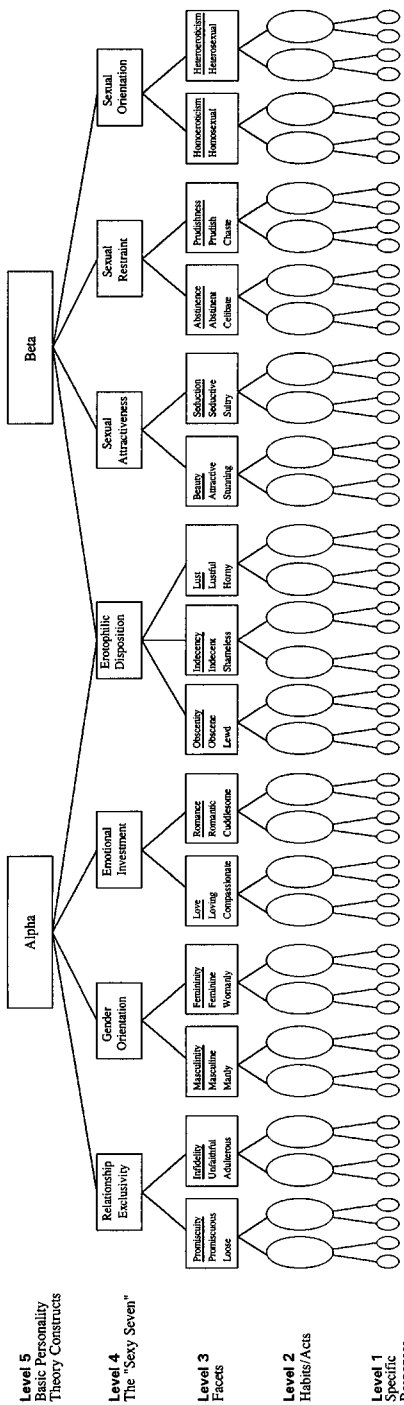 Level 5
Basic Personality
Theory Constructs
Alpha
Beta
Level 4
The "Sexy Seven"
Relationship
Exclusivity
Gender
Orientation
Emotional
Investment
Erotophilic
Disposition
Sexual
Attractiveness
Sexual
Restraint
Sexual
Orientation
Level 3
Facets
Promiscuity
Promiscuous
Loose
Infidelity
Unfaithful
Adulterous
Masculinity
Masculine
Manly
Femininity
Feminine
Womanly
Love
Loving
Compassionate
Romance
Romantic
Cuddlesome
Obscenity
Obscene
Lewd
Indecency
Indecent
Shameless
Lust
Lustful
Horny
Beauty
Attractive
Stunning
Seduction
Seductive
Sultry
Abstinence
Abstinent
Celibate
Prudishness
Prudish
Chaste
Homoeroticism
Homosexual
Heteroeroticism
Heterosexual
Level 2
Habits/Acts
Level 1
Specific